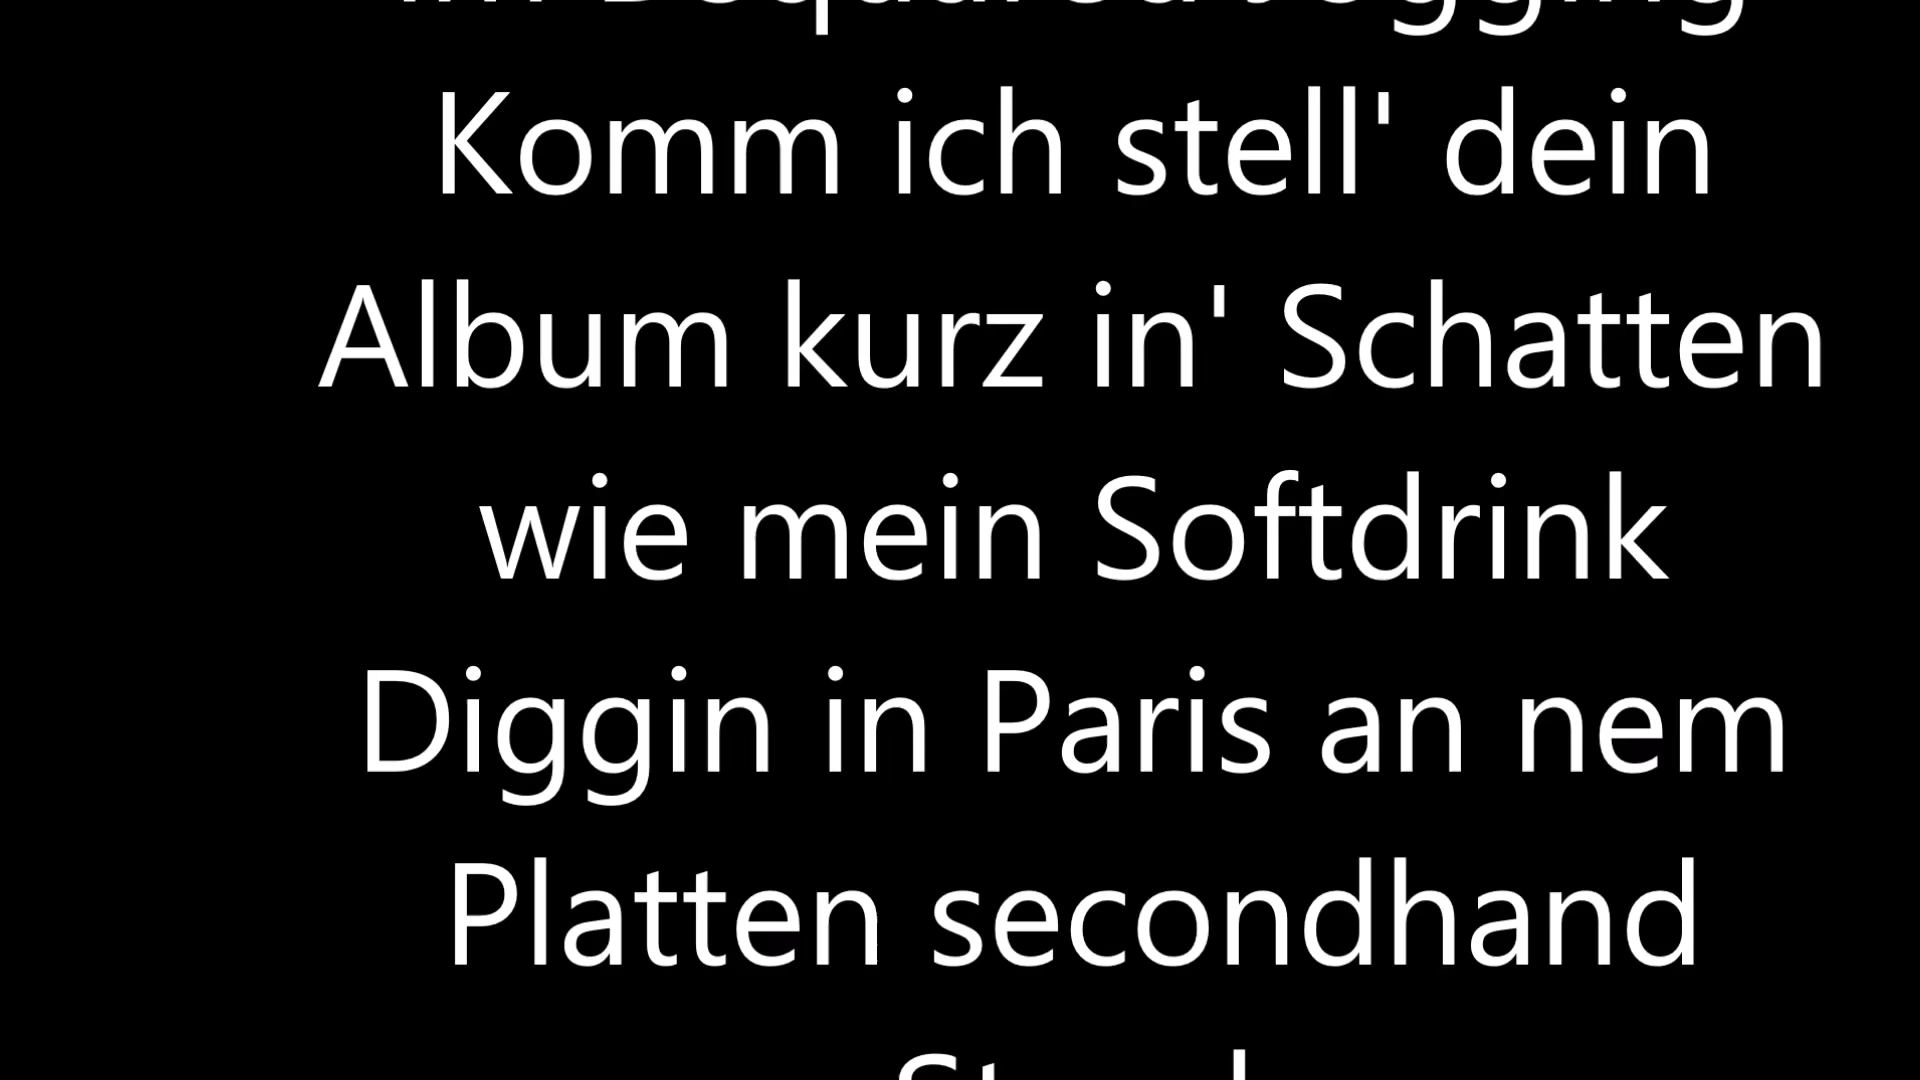 Komm ich stell' dein
Album kurz in' Schatten
wie mein Softdrink
Diggin in Paris an nem
Platten secondhand